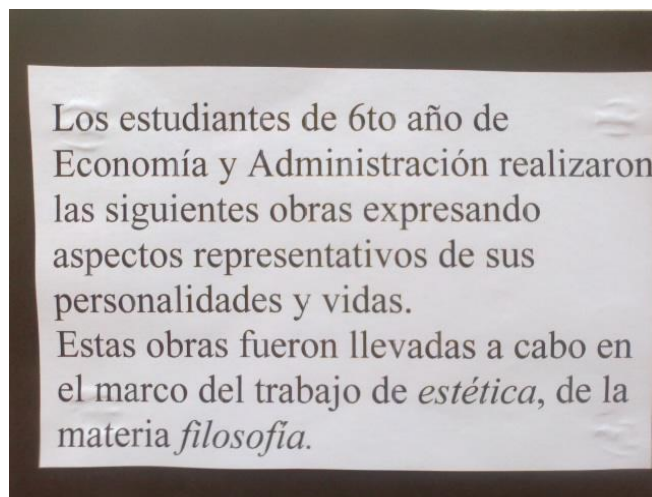 Los estudiantes de 6to año de
Economía y Administración realizaron
las siguientes obras expresando
aspectos representativos de sus
personalidades y vidas.
Estas obras fueron llevadas a cabo en
el marco del trabajo de estética, de la
materia filosofía.